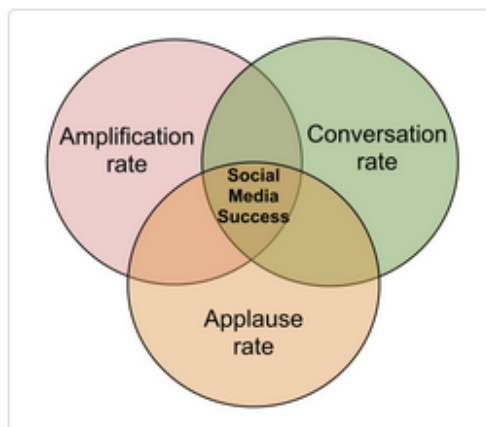 Amplification
rate
Conversation
rate
Social
Media
Success
Applause
rate